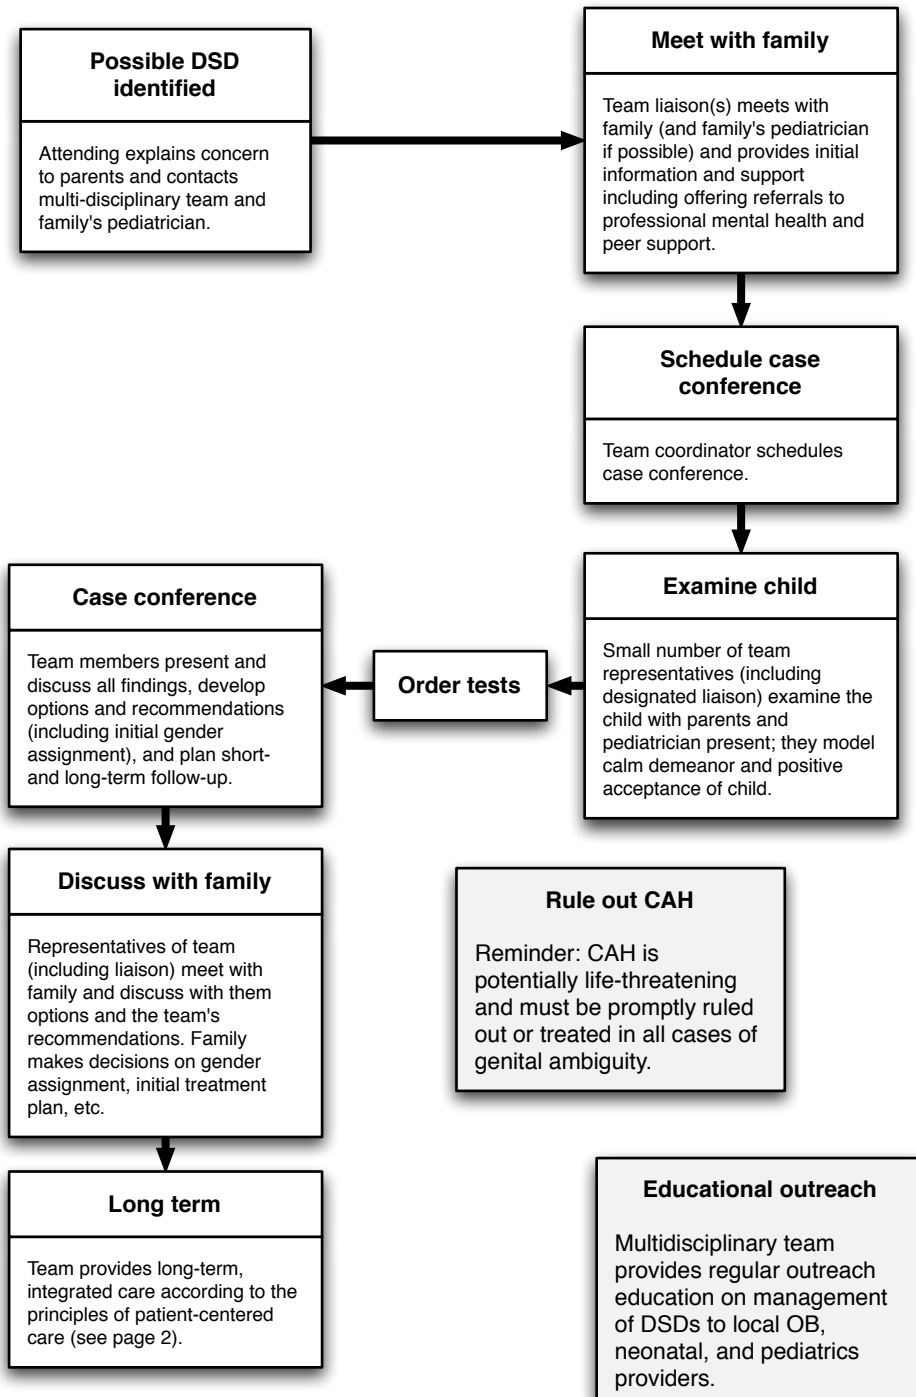 Possible DSD
identified
Attending explains concern
to parents and contacts
multi-disciplinary team and
family's pediatrician.
Meet with family
Team liaison(s) meets with
family (and family's pediatrician
if possible) and provides initial
information and support
including offering referrals to
professional mental health and
peer support.
Schedule case
conference
Team coordinator schedules
case conference.
Examine child
Small number of team
representatives (including
designated liaison) examine the
child with parents and
pediatrician present; they model
calm demeanor and positive
acceptance of child.
Order tests
Case conference
Team members present and
discuss all findings, develop
options and recommendations
(including initial gender
assignment), and plan short-
and long-term follow-up.
Discuss with family
Representatives of team
(including liaison) meet with
family and discuss with them
options and the team's
recommendations. Family
makes decisions on gender
assignment, initial treatment
plan, etc.
Long term
Team provides long-term,
integrated care according to the
principles of patient-centered
care (see page 2).
Rule out CAH
Reminder: CAH is
potentially life-threatening
and must be promptly ruled
out or treated in all cases of
genital ambiguity.
Educational outreach
Multidisciplinary team
provides regular outreach
education on management
of DSDs to local OB,
neonatal, and pediatrics
providers.